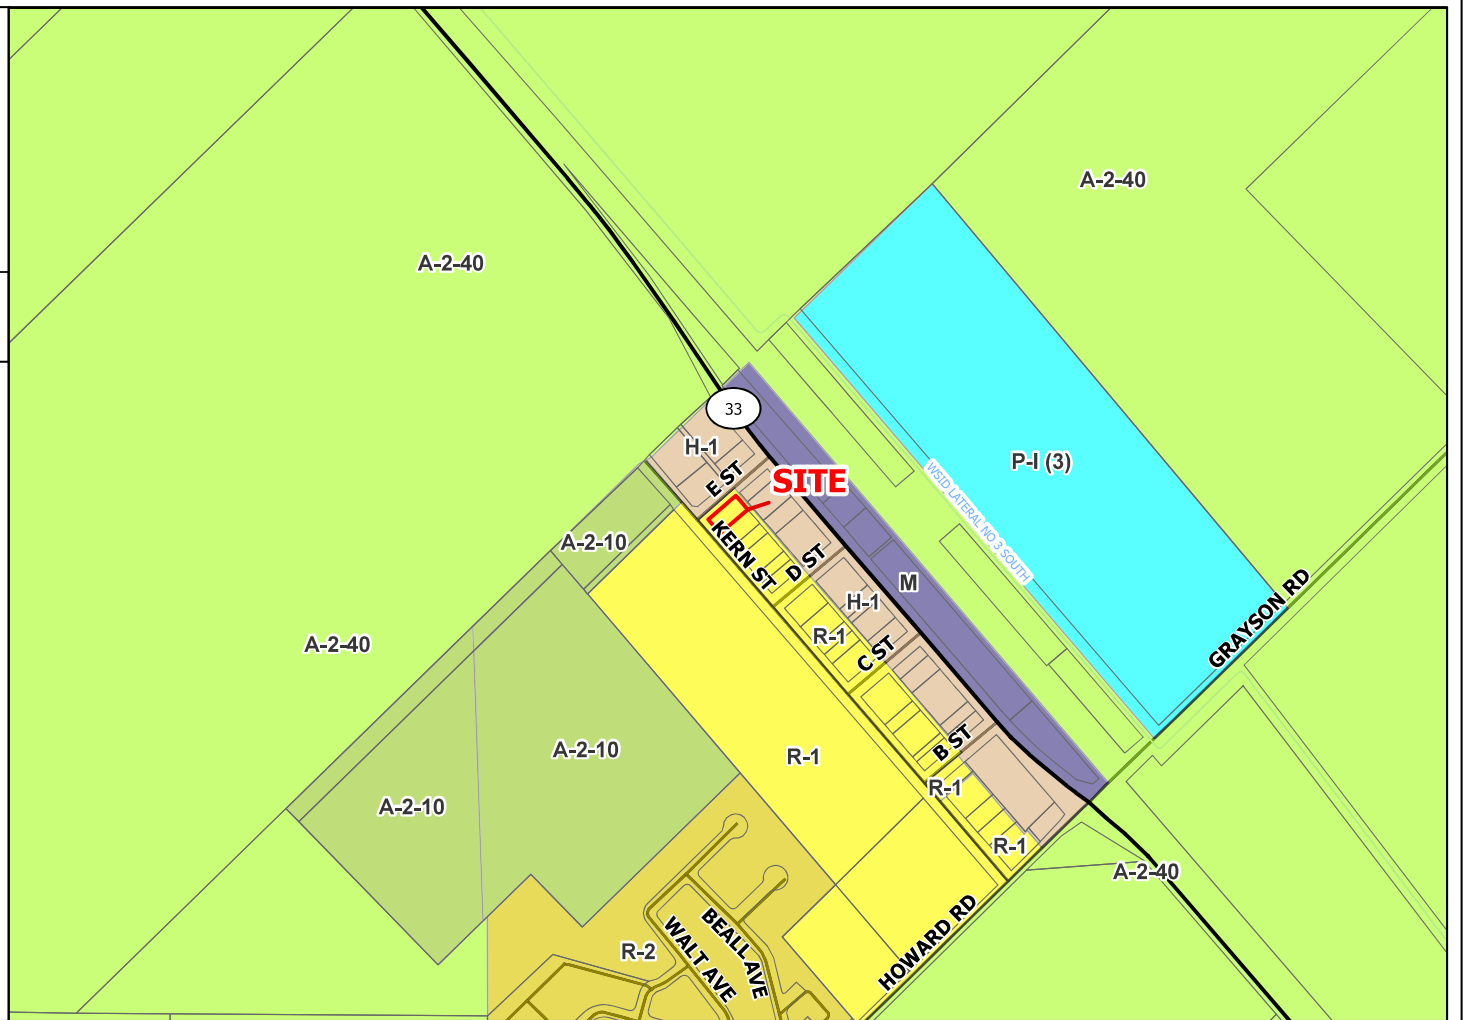 A-2-40
A-2-40
33
H-1
E ST
SITE
P-I (3)
WSID LATERAL NO 3 SOUTH
A-2-10
KERN ST
D ST
M
H-1
GRAYSON RD
R-1
A-2-40
C ST
A-2-10
R-1
B ST
R-1
A-2-10
R-1
A-2-40
R-2
WALT AVE
BEALL AVE
HOWARD RD